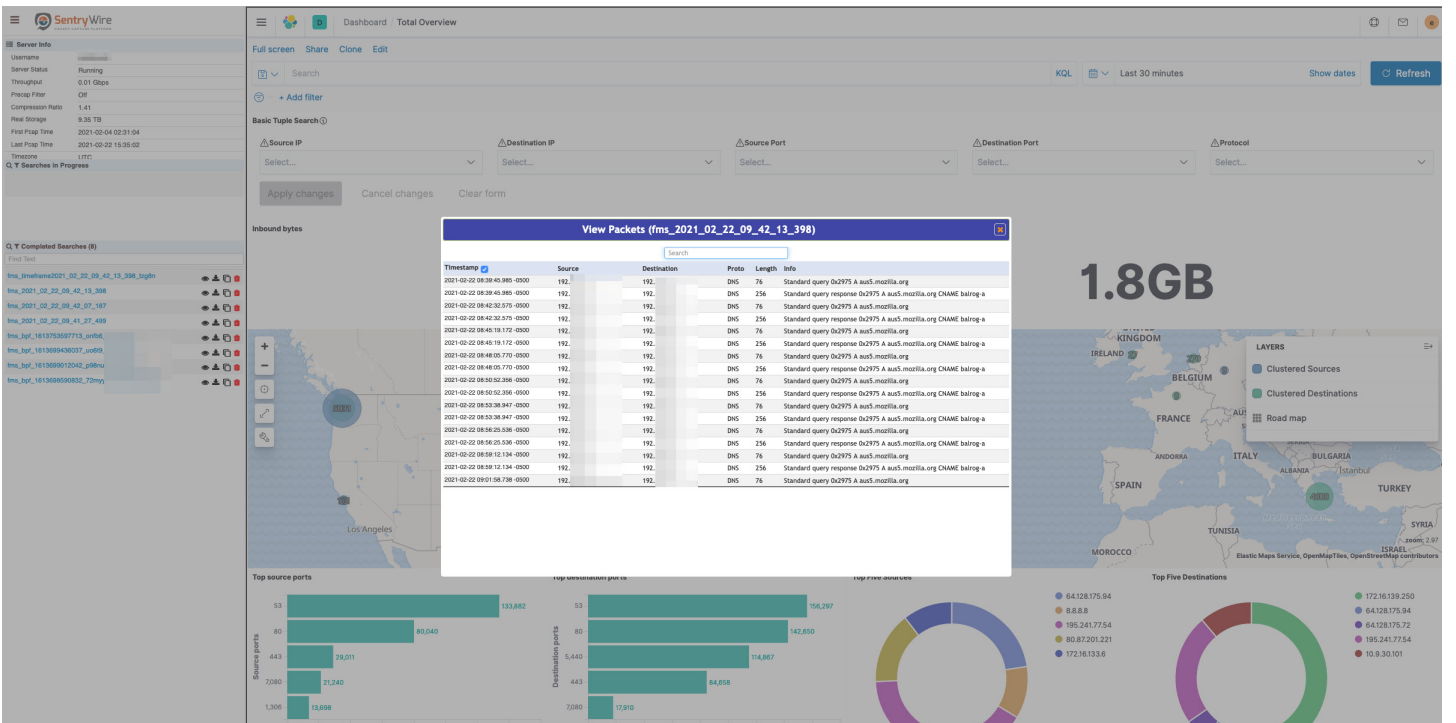 SentryWire
Server Info
Username
Server Status Running
Throughput 0.01 Gbps
Precap Filter Off
Compression Ratio 1.41
Real Storage 9.35 TB
First Pcap Time 2021-02-04 02:31:04
Last Pcap Time 2021-02-22 15:35:02
Timezone UTC
Searches in Progress
Completed Searches (8)
Find Text
fms_timeframe2021_02_22_09_42_13_398_tzg8n
fms_2021_02_22_09_42_13_398
fms_2021_02_22_09_42_07_187
fms_2021_02_22_09_41_27_499
D Dashboard Total Overview
e
Full screen Share Clone Edit
Search KQL Last 30 minutes Show dates Refresh
+ Add filter
Basic Tuple Search
Source IP Destination IP Source Port Destination Port Protocol
Select... Select... Select... Select... Select...
Apply changes Cancel changes Clear form
Inbound bytes
1.8GB
View Packets (fms_2021_02_22_09_42_13_398)
Search
Timestamp Source Destination Proto Length Info
2021-02-22 08:39:45.985 -0500 192. 192. DNS 76 Standard query 0x2975 A aus5.mozilla.org
2021-02-22 08:39:45.985 -0500 192. 192. DNS 256 Standard query response 0x2975 A aus5.mozilla.org CNAME balrog-a
2021-02-22 08:42:32.575 -0500 192. 192. DNS 76 Standard query 0x2975 A aus5.mozilla.org
2021-02-22 08:42:32.575 -0500 192. 192. DNS 256 Standard query response 0x2975 A aus5.mozilla.org CNAME balrog-a
2021-02-22 08:45:19.172 -0500 192. 192. DNS 76 Standard query 0x2975 A aus5.mozilla.org
2021-02-22 08:45:19.172 -0500 192. 192. DNS 256 Standard query response 0x2975 A aus5.mozilla.org CNAME balrog-a
2021-02-22 08:48:05.770 -0500 192. 192. DNS 76 Standard query 0x2975 A aus5.mozilla.org
2021-02-22 08:48:05.770 -0500 192. 192. DNS 256 Standard query response 0x2975 A aus5.mozilla.org CNAME balrog-a
2021-02-22 08:50:52.356 -0500 192. 192. DNS 76 Standard query 0x2975 A aus5.mozilla.org
2021-02-22 08:50:52.356 -0500 192. 192. DNS 256 Standard query response 0x2975 A aus5.mozilla.org CNAME balrog-a
2021-02-22 08:53:38.947 -0500 192. 192. DNS 76 Standard query 0x2975 A aus5.mozilla.org
2021-02-22 08:53:38.947 -0500 192. 192. DNS 256 Standard query response 0x2975 A aus5.mozilla.org CNAME balrog-a
2021-02-22 08:56:25.536 -0500 192. 192. DNS 76 Standard query 0x2975 A aus5.mozilla.org
2021-02-22 08:56:25.536 -0500 192. 192. DNS 256 Standard query response 0x2975 A aus5.mozilla.org CNAME balrog-a
2021-02-22 08:59:12.134 -0500 192. 192. DNS 76 Standard query 0x2975 A aus5.mozilla.org
2021-02-22 08:59:12.134 -0500 192. 192. DNS 256 Standard query response 0x2975 A aus5.mozilla.org CNAME balrog-a
2021-02-22 09:01:58.738 -0500 192. 192. DNS 76 Standard query 0x2975 A aus5.mozilla.org
Los Angeles
KINGDOM
IRELAND
BELGIUM
FRANCE
ANDORRA
ITALY
BULGARIA
ALBANIA
Istanbul
SPAIN
TURKEY
TUNISIA
SYRIA
MOROCCO
ISRAEL
zoom: 2.97
Elastic Maps Service, OpenMapTiles, OpenStreetMap contributors
LAYERS
Clustered Sources
Clustered Destinations
Road map
Top source ports
Source ports
53 133,882
80 80,040
443 29,011
7,080 21,240
1,306 13,698
Top destination ports
Destination ports
53 156,297
80 142,650
5,440 114,867
443 84,658
7,080 17,910
Top Five Sources
64.128.175.94
8.8.8.8
195.241.77.54
80.87.201.221
172.16.133.6
Top Five Destinations
172.16.139.250
64.128.175.94
64.128.175.72
195.241.77.54
10.9.30.101